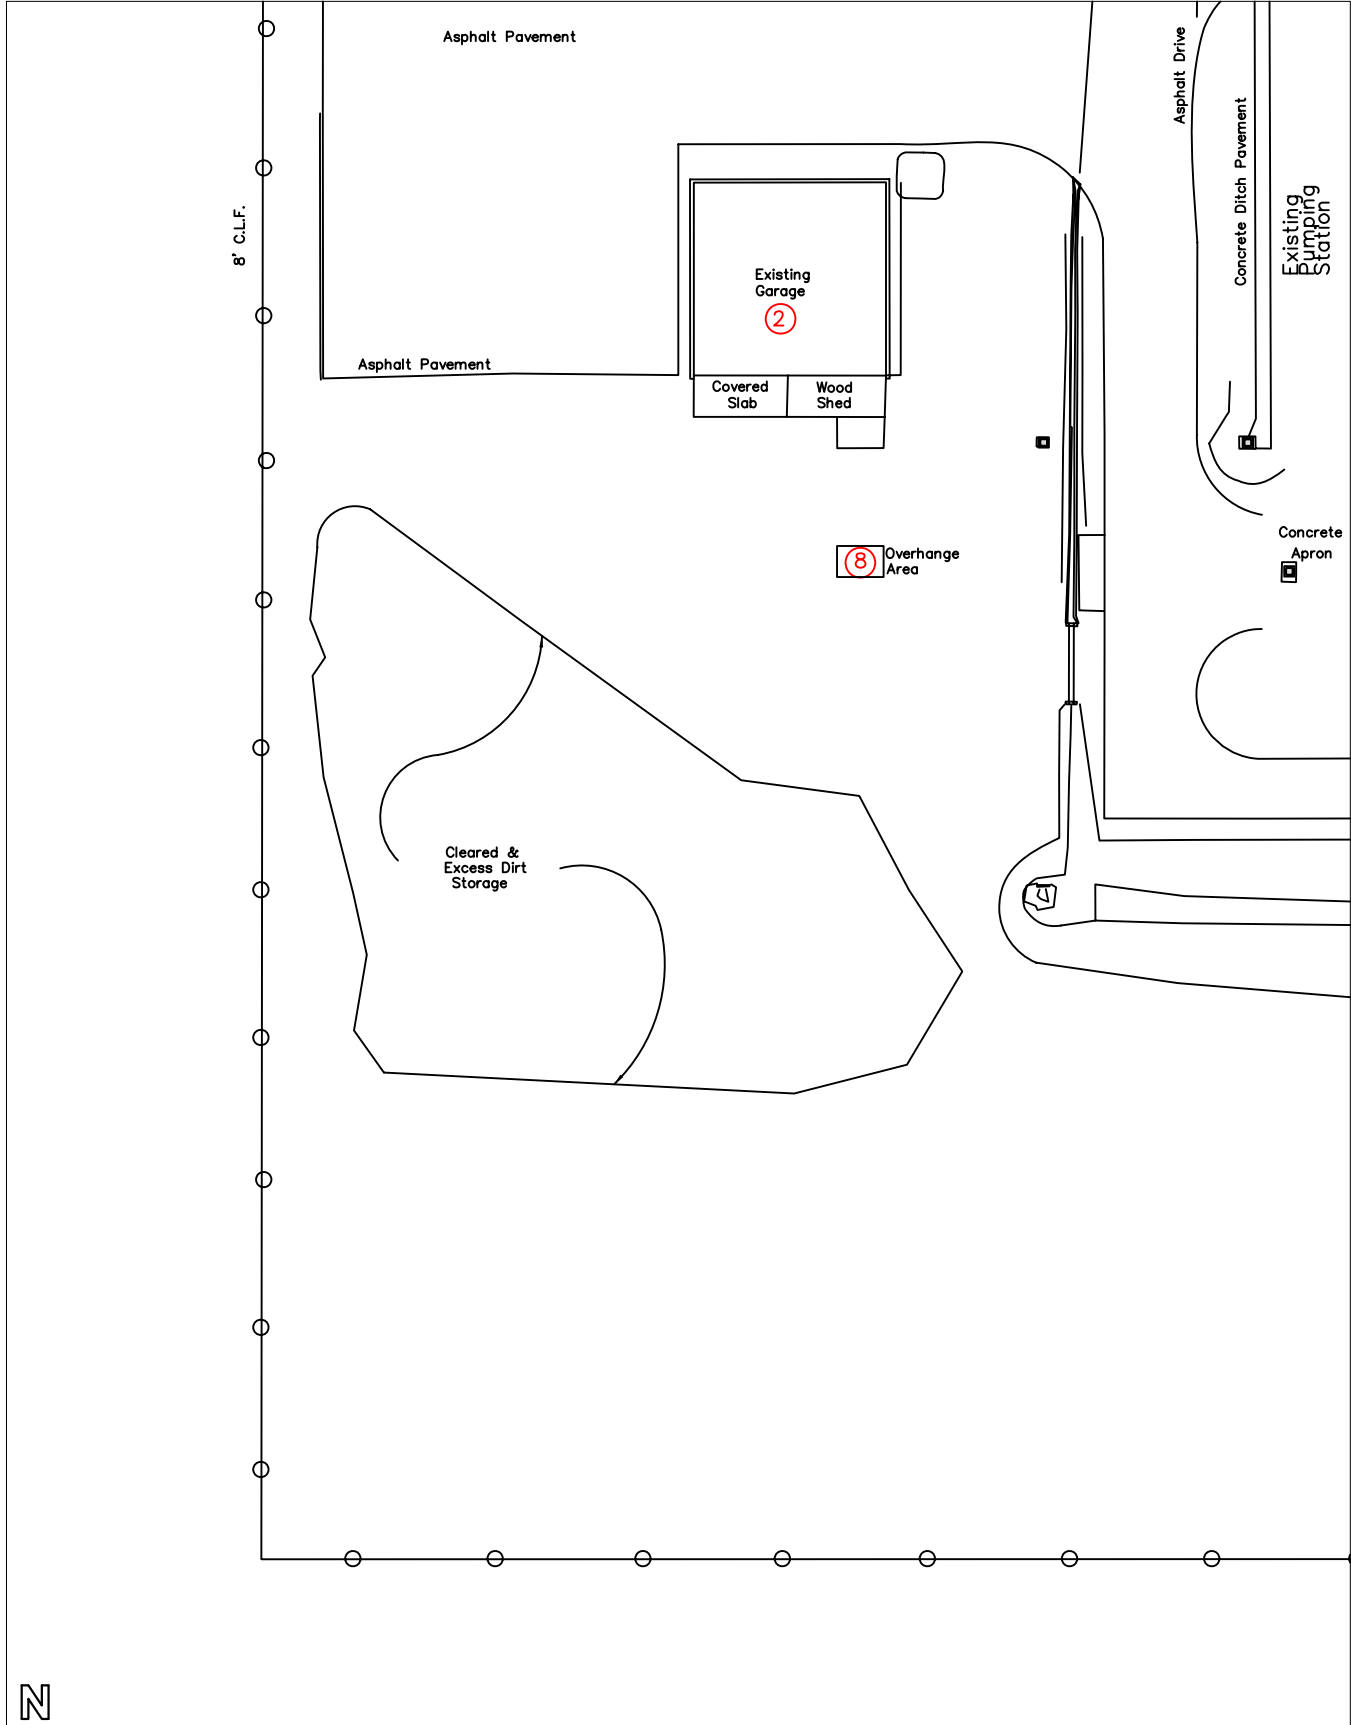 Asphalt Pavement
Asphalt Drive
Concrete Ditch Pavement
8' C.L.F.
Existing
Pumping
Station
Existing
Garage
2
Asphalt Pavement
Covered
Slab
Wood
Shed
8
Overhange
Area
Concrete
Apron
Cleared &
Excess Dirt
Storage
N